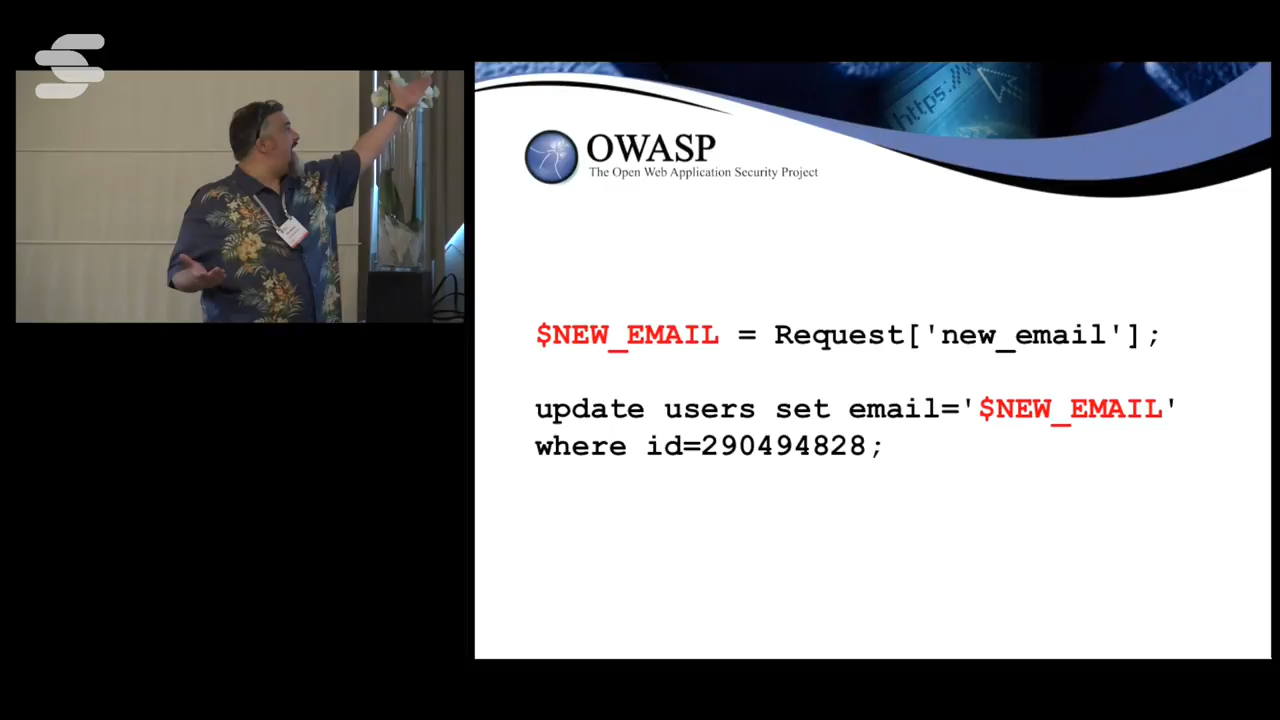 https://w
OWASP
The Open Web Application Security Project
$NEW_EMAIL = Request['new_email'];
update users set email='$NEW_EMAIL'
where id=290494828;